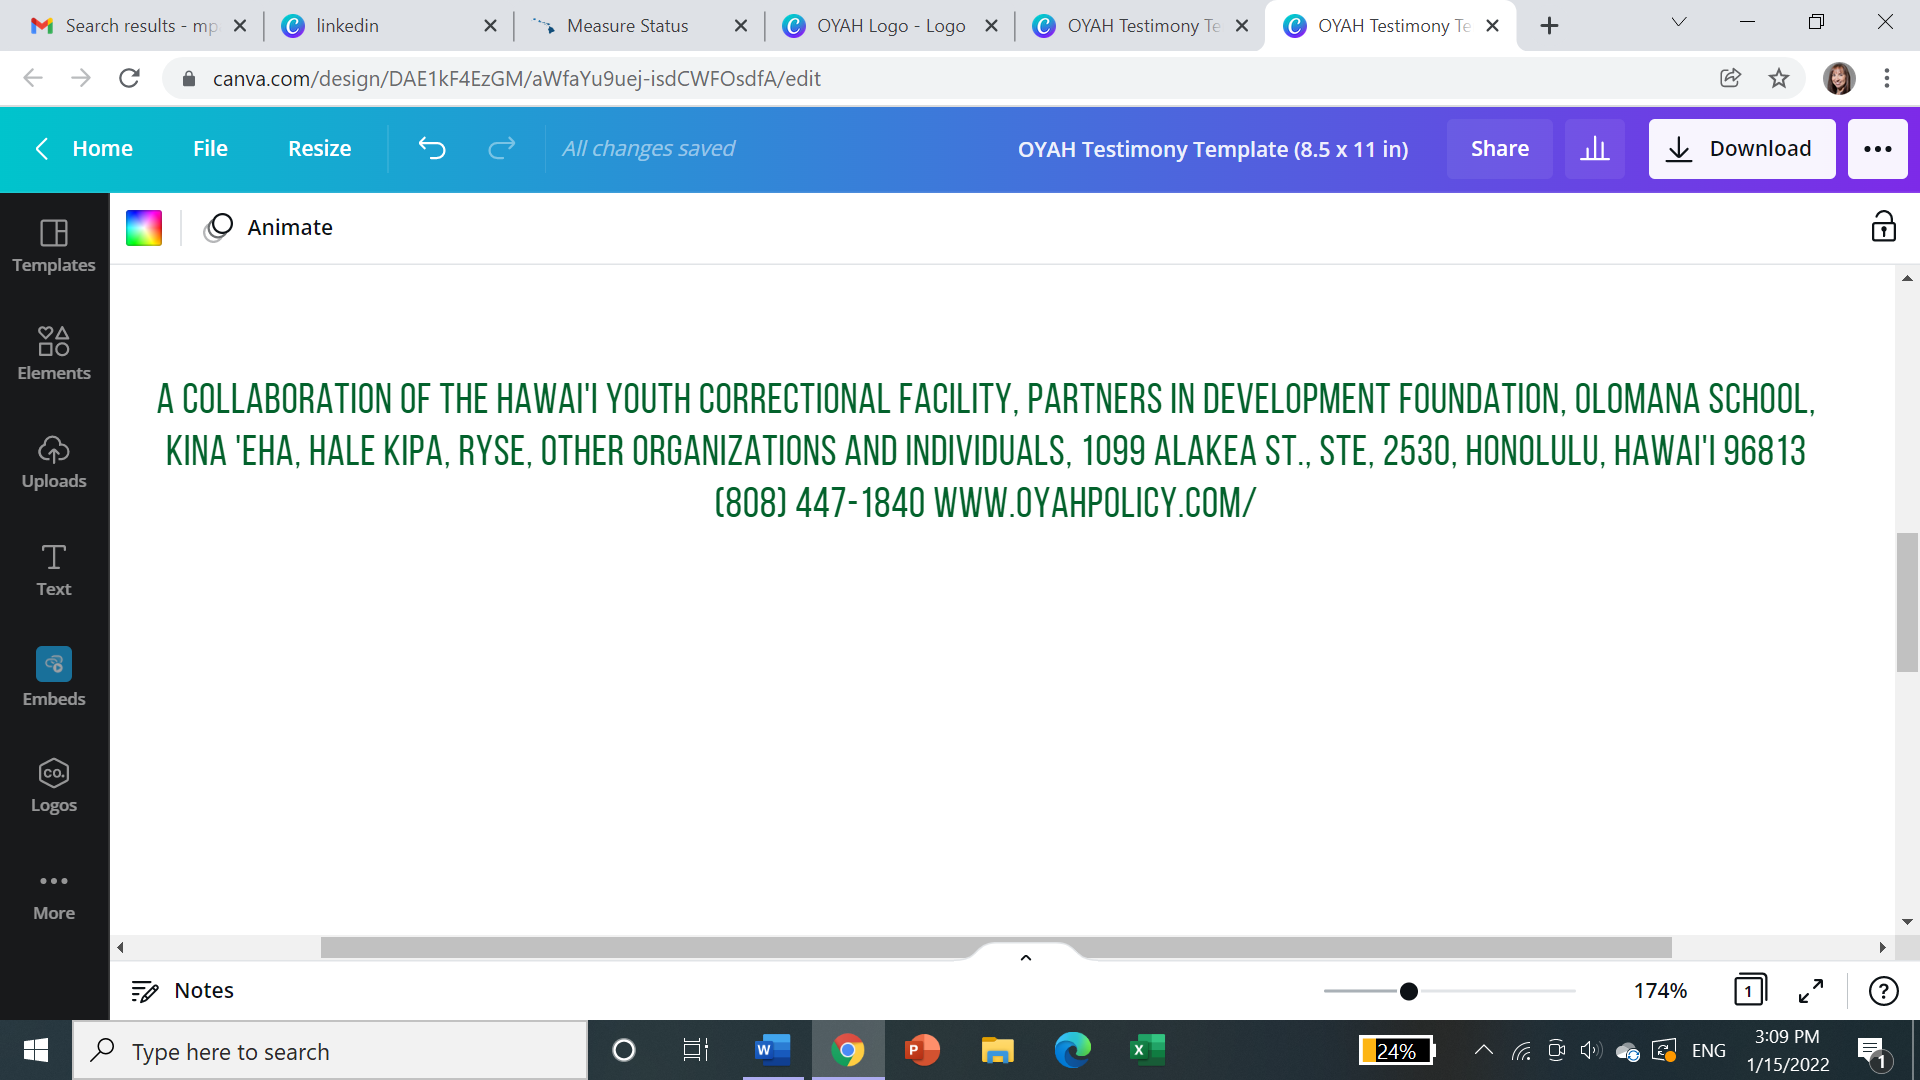 Search results - mp
linkedin
Measure Status
OYAH Logo - Logo
OYAH Testimony Te
OYAH Testimony Te
canva.com/design/DAE1kF4EzGM/aWfaYu9uej-isdCWFOsdfA/edit
Home
File
Resize
All changes saved
OYAH Testimony Template (8.5 x 11 in)
Share
Download
Animate
Templates
Elements
Uploads
Text
Embeds
CO.
Logos
More
A COLLABORATION OF THE HAWAI'I YOUTH CORRECTIONAL FACILITY, PARTNERS IN DEVELOPMENT FOUNDATION, OLOMANA SCHOOL,
KINA 'EHA, HALE KIPA, RYSE, OTHER ORGANIZATIONS AND INDIVIDUALS, 1099 ALAKEA ST., STE, 2530, HONOLULU, HAWAI'I 96813
(808) 447-1840 WWW.OYAHPOLICY.COM/
Notes
174%
1
?
Type here to search
24%
ENG
3:09 PM
1/15/2022
1